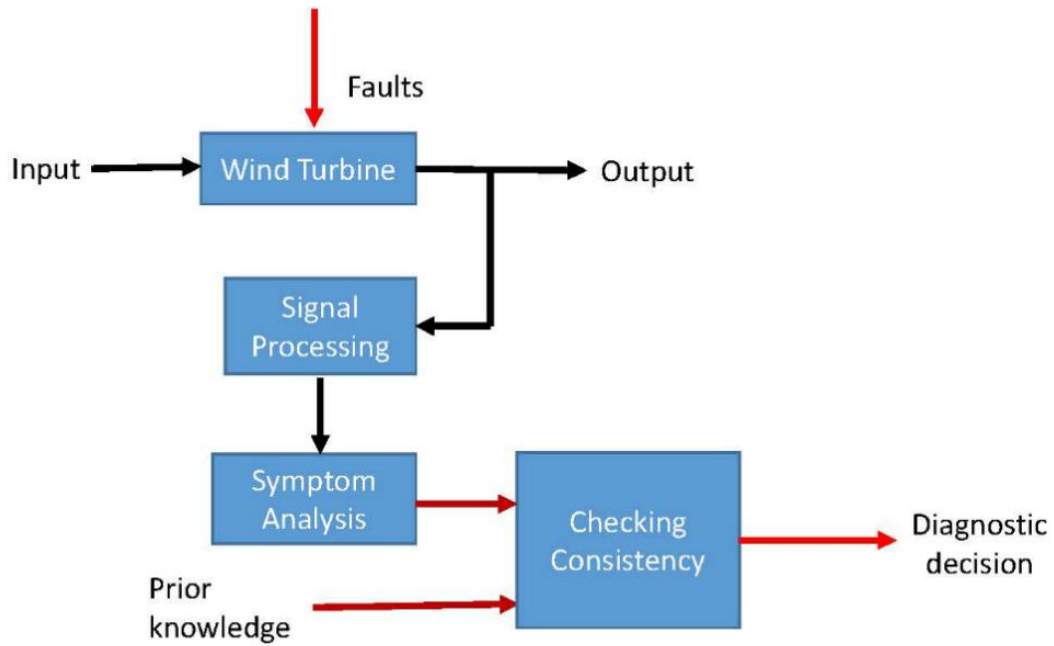 Faults
Input
Wind Turbine
Output
Signal
Processing
Symptom
Analysis
Checking
Consistency
Diagnostic
decision
Prior
knowledge